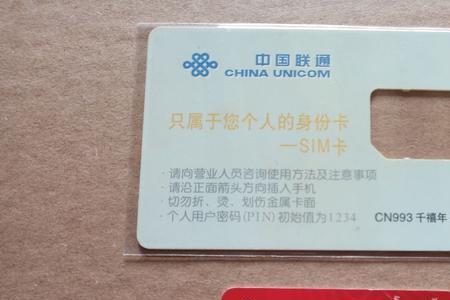 中国联通
CHINA UNICOM
只属于您个人的身份卡
—SIM卡
· 请向营业人员咨询使用方法及注意事项
· 请沿正面箭头方向插入手机
· 切勿折、烫、划伤金属卡面
· 个人用户密码(PIN)初始值为1234
CN993 千禧年